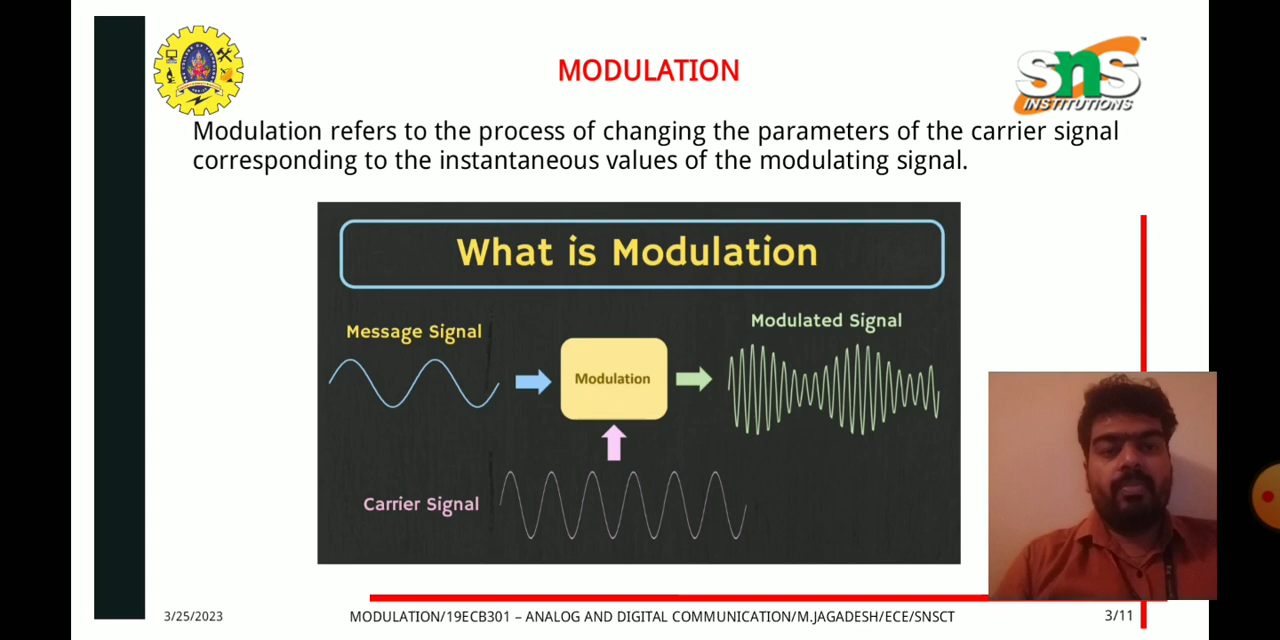 MODULATION
SNS
INSTITUTIONS
Modulation refers to the process of changing the parameters of the carrier signal
corresponding to the instantaneous values of the modulating signal.
What is Modulation
Message Signal
Modulated Signal
Modulation
Carrier Signal
3/25/2023
MODULATION/19ECB301 – ANALOG AND DIGITAL COMMUNICATION/M.JAGADESH/ECE/SNSCT
3/11